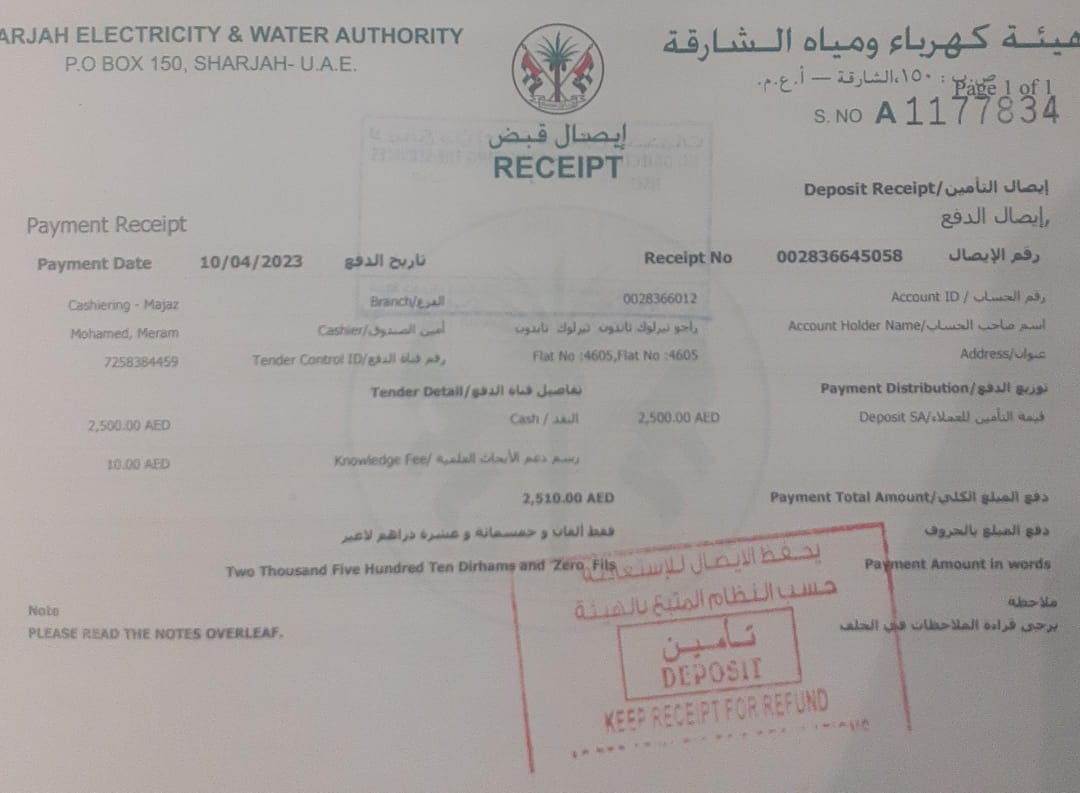 ARJAH ELECTRICITY & WATER AUTHORITY
P.O BOX 150, SHARJAH- U.A.E.
هيئة كهرباء ومياه الشارقة
ص.ب: ١٥٠،الشارقة – أ.ع.م.
Page 1 of 1
S. NO A 1177834
إيصال قبض
RECEIPT
Deposit Receipt/إيصال التأمين
Payment Receipt إيصال الدفع
Payment Date 10/04/2023 تاريخ الدفع Receipt No 002836645058 رقم الإيصال
Cashiering - Majaz Branch/الفرع 0028366012 Account ID / رقم الحساب
Mohamed, Meram Cashier/أمين الصندوق راجو تيرلوك تاندون تيرلوك تاندون Account Holder Name/اسم صاحب الحساب
7258384459 Tender Control ID/رقم قناة الدفع Flat No :4605,Flat No :4605 Address/عنوان
Tender Detail/تفاصيل قناة الدفع Payment Distribution/توزيع الدفع
2,500.00 AED Cash / النقد 2,500.00 AED Deposit SA/قيمة التأمين للعملاء
10.00 AED Knowledge Fee/ رسم دعم الأبحاث العلمية
2,510.00 AED Payment Total Amount/دفع المبلغ الكلي
فقط ألفان و خمسمائة و عشرة دراهم لاغير دفع المبلغ بالحروف
Two Thousand Five Hundred Ten Dirhams and Zero Fils Payment Amount in words
Note ملاحظة
PLEASE READ THE NOTES OVERLEAF. يرجى قراءة الملاحظات في الخلف
يحفظ الايصال للإستعانة
حسب النظام المتبع بالهيئة
تأمين
DEPOSIT
KEEP RECEIPT FOR REFUND